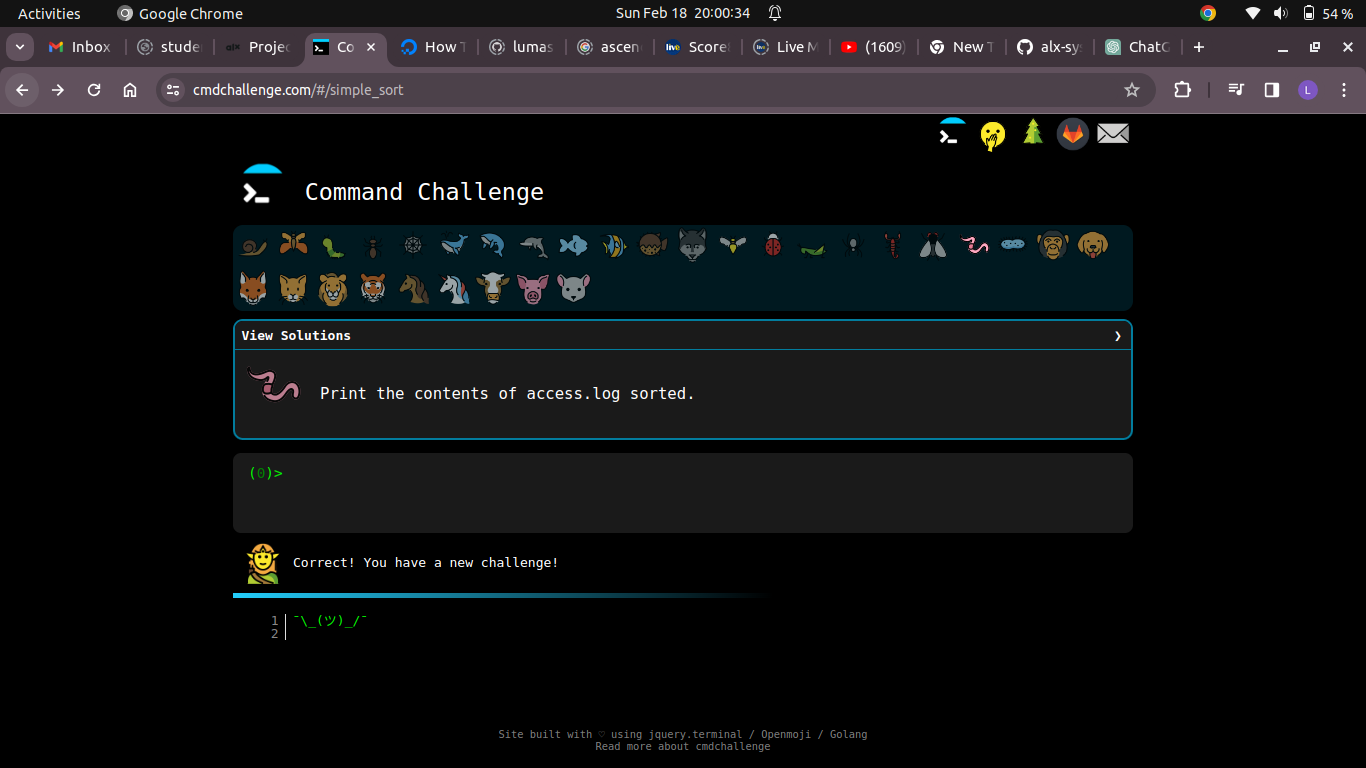 Activities Google Chrome Sun Feb 18 20:00:34 54 %
Inbox stude Projec Co How T lumas ascen Score Live M (1609) New T alx-sy ChatG
cmdchallenge.com/#/simple_sort L
Command Challenge
View Solutions ❯
Print the contents of access.log sorted.
(0)>
Correct! You have a new challenge!
1 ¯\_(ツ)_/¯
2
Site built with ♡ using jquery.terminal / Openmoji / Golang
Read more about cmdchallenge